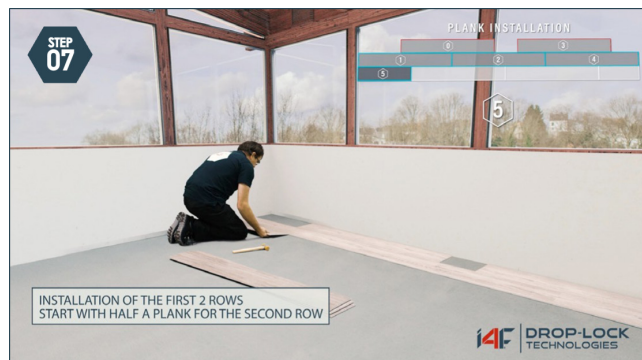 STEP
07
PLANK INSTALLATION
0
3
1
2
4
5
5
INSTALLATION OF THE FIRST 2 ROWS
START WITH HALF A PLANK FOR THE SECOND ROW
i4F DROP-LOCK
TECHNOLOGIES